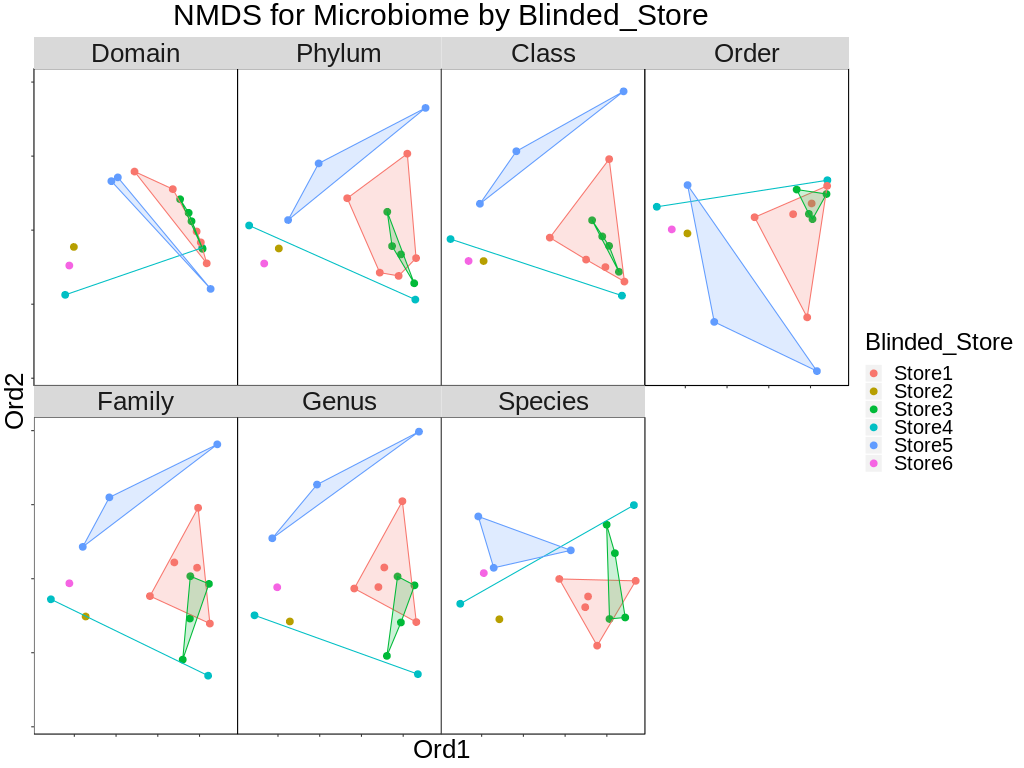 NMDS for Microbiome by Blinded_Store
Domain Phylum Class Order
Family Genus Species
Ord2
Ord1
Blinded_Store
Store1
Store2
Store3
Store4
Store5
Store6